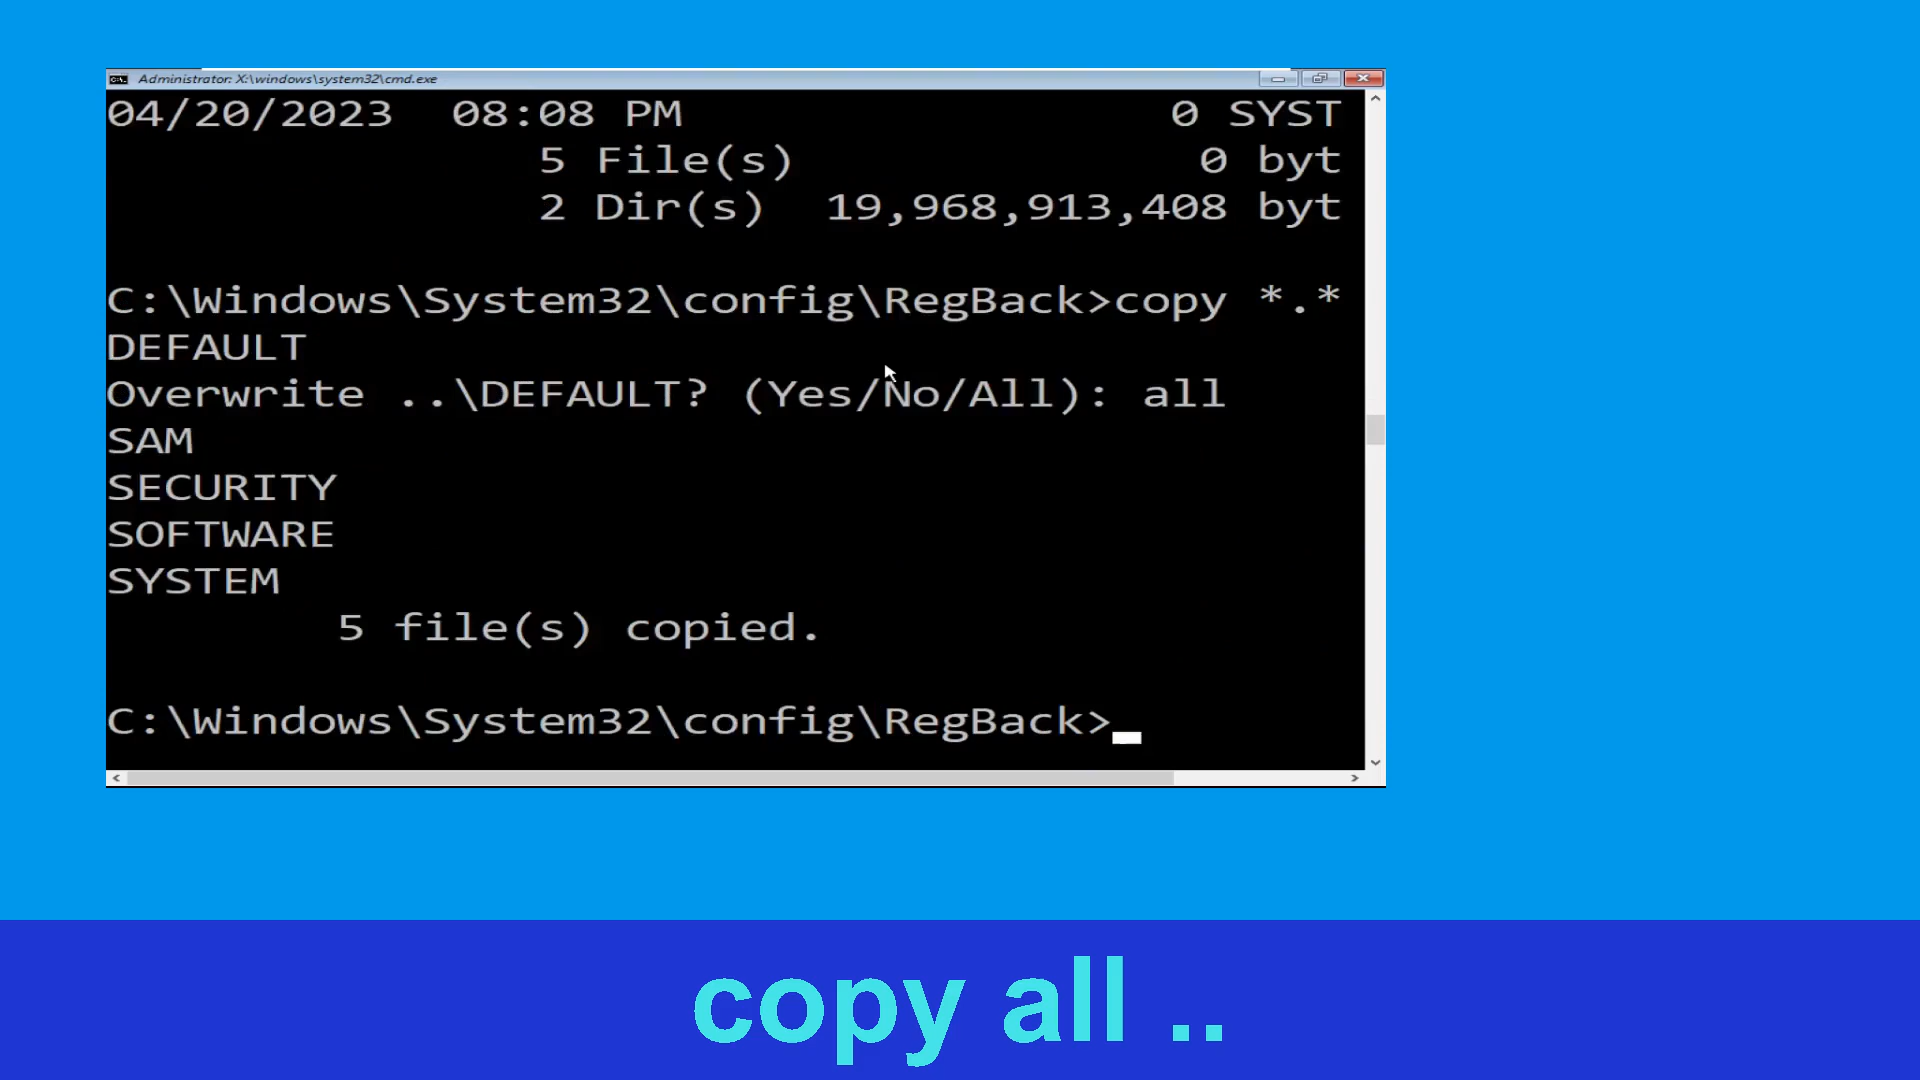 Administrator: X:\windows\system32\cmd.exe
04/20/2023  08:08 PM                 0 SYST
               5 File(s)              0 byt
               2 Dir(s)  19,968,913,408 byt
C:\Windows\System32\config\RegBack>copy *.*
DEFAULT
Overwrite ..\DEFAULT? (Yes/No/All): all
SAM
SECURITY
SOFTWARE
SYSTEM
        5 file(s) copied.
C:\Windows\System32\config\RegBack>
copy all ..